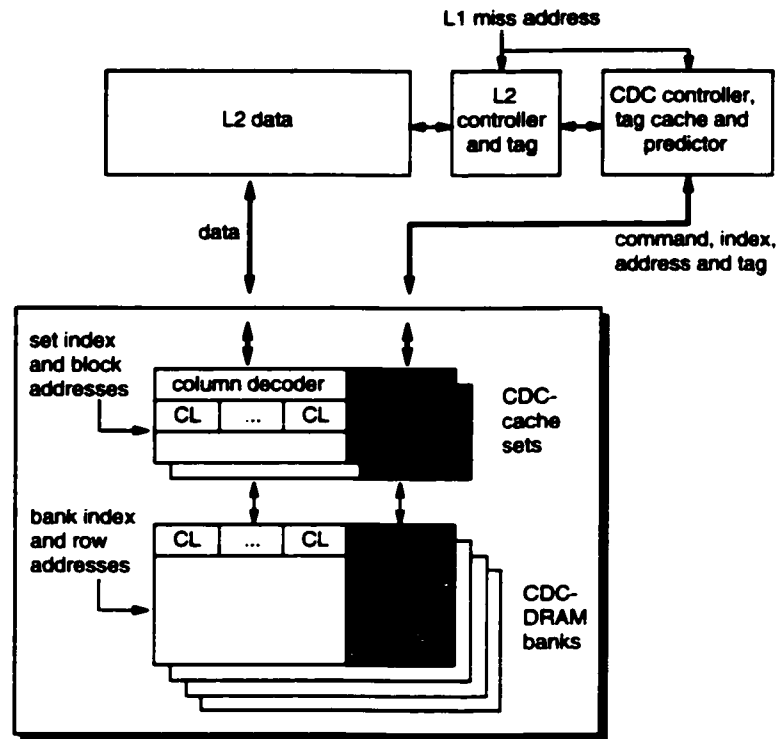 L1 miss address
L2 data
L2
controller
and tag
CDC controller,
tag cache and
predictor
data
command, index,
address and tag
set index
and block
addresses
column decoder
CL ... CL
CDC-
cache
sets
bank index
and row
addresses
CL ... CL
CDC-
DRAM
banks